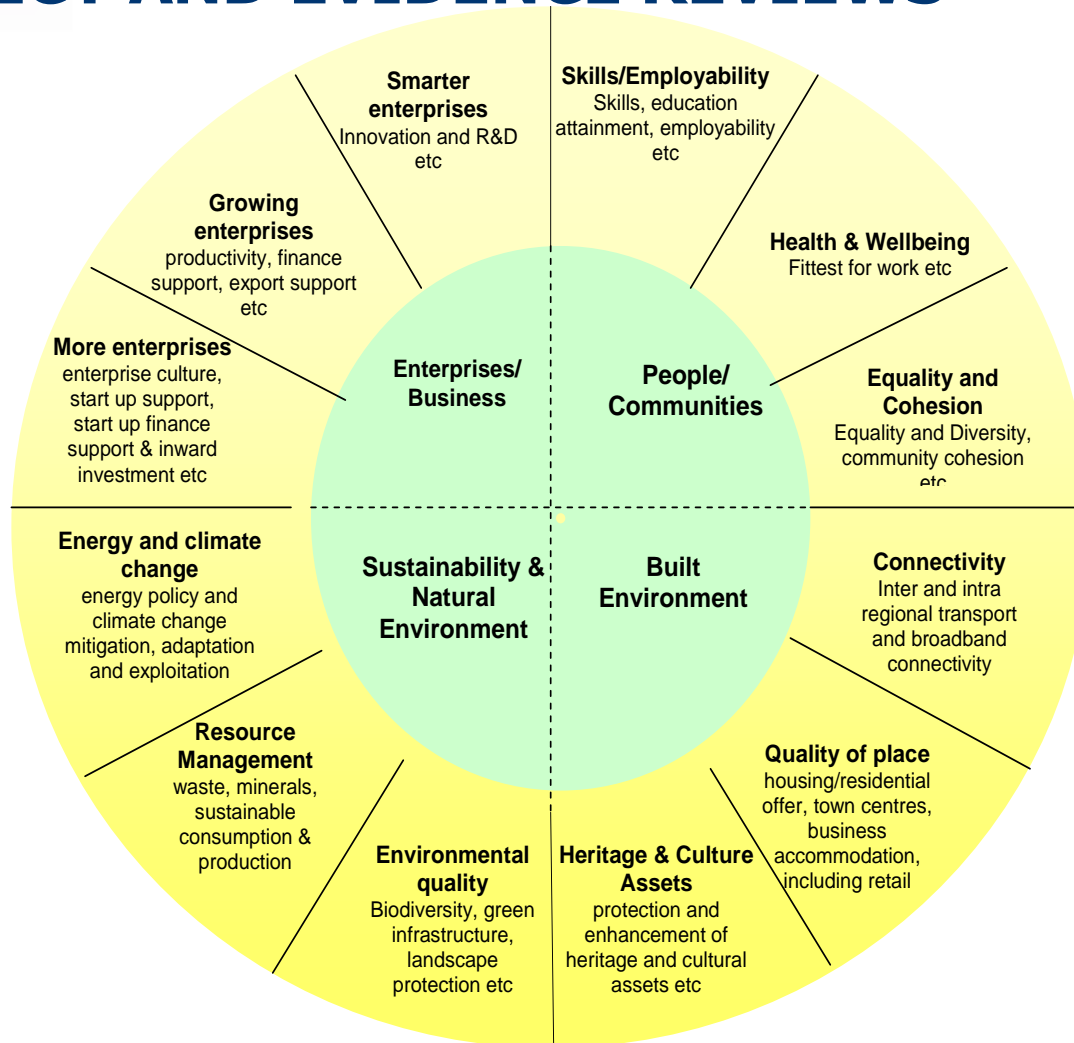 AND EVIDENCE REVIEWS
Smarter
enterprises
Innovation and R&D
etc
Skills/Employability
Skills, education
attainment, employability
etc
Growing
enterprises
productivity, finance
support, export support
etc
Health & Wellbeing
Fittest for work etc
More enterprises
enterprise culture,
start up support,
start up finance
support & inward
investment etc
Enterprises/
Business
People/
Communities
Equality and
Cohesion
Equality and Diversity,
community cohesion
etc
Energy and climate
change
energy policy and
climate change
mitigation, adaptation
and exploitation
Sustainability &
Natural
Environment
Built
Environment
Connectivity
Inter and intra
regional transport
and broadband
connectivity
Resource
Management
waste, minerals,
sustainable
consumption &
production
Quality of place
housing/residential
offer, town centres,
business
accommodation,
including retail
Environmental
quality
Biodiversity, green
infrastructure,
landscape
protection etc
Heritage & Culture
Assets
protection and
enhancement of
heritage and cultural
assets etc